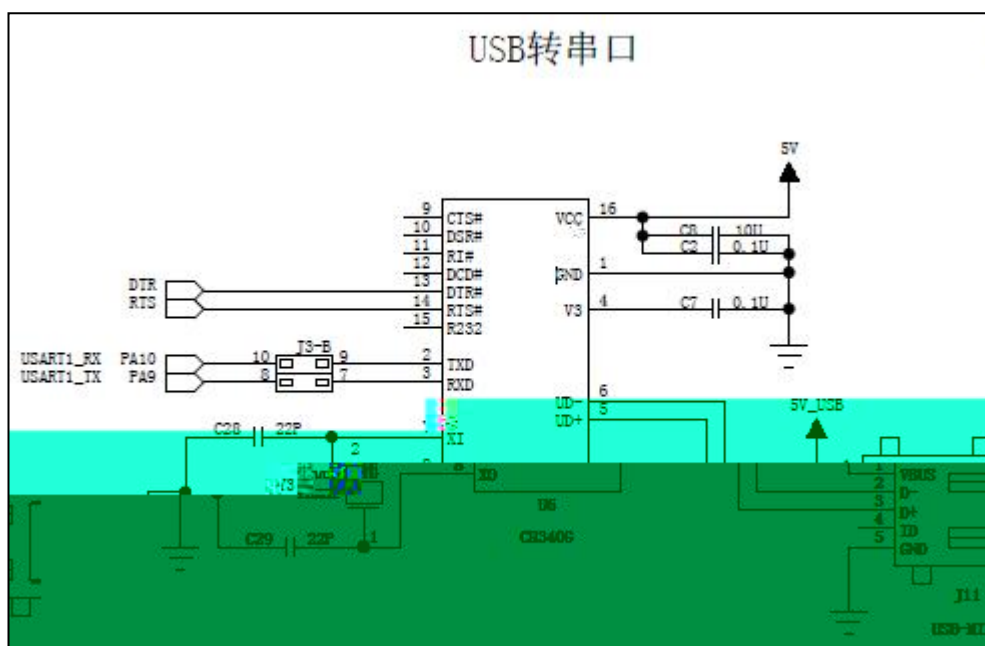 USB转串口
5V
9 CTS# VCC 16
10 DSR# C8 10U
11 RI# C2 0.1U
12 DCD# GND 1
DTR 13 DTR#
RTS 14 RTS# V3 4 C7 0.1U
15 R232
J3-B
USART1_RX PA10 10 9 2 TXD
USART1_TX PA9 8 7 3 RXD
UD- 6
UD+ 5
5V_USB
C28 22P XI
2
1 VBUS
XO
2 D-
3 D+
U6
4 ID
CH340G
5 GND
C29 22P 1
J11